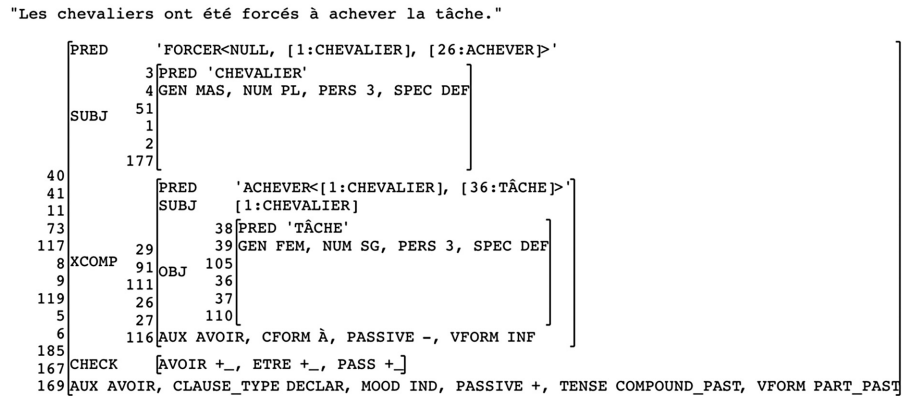 "Les chevaliers ont été forcés à achever la tâche."
PRED 'FORCER<NULL, [1:CHEVALIER], [26:ACHEVER]>'
3 PRED 'CHEVALIER'
4 GEN MAS, NUM PL, PERS 3, SPEC DEF
SUBJ 51
1
2
177
40
41 PRED 'ACHEVER<[1:CHEVALIER], [36:TÂCHE]>'
11 SUBJ [1:CHEVALIER]
73 38 PRED 'TÂCHE'
117 29 39 GEN FEM, NUM SG, PERS 3, SPEC DEF
8 XCOMP 91 OBJ 105
9 111 36
119 26 37
5 27 110
6 116 AUX AVOIR, CFORM À, PASSIVE -, VFORM INF
185
167 CHECK [AVOIR +_, ETRE +_, PASS +_]
169 AUX AVOIR, CLAUSE_TYPE DECLAR, MOOD IND, PASSIVE +, TENSE COMPOUND_PAST, VFORM PART_PAST